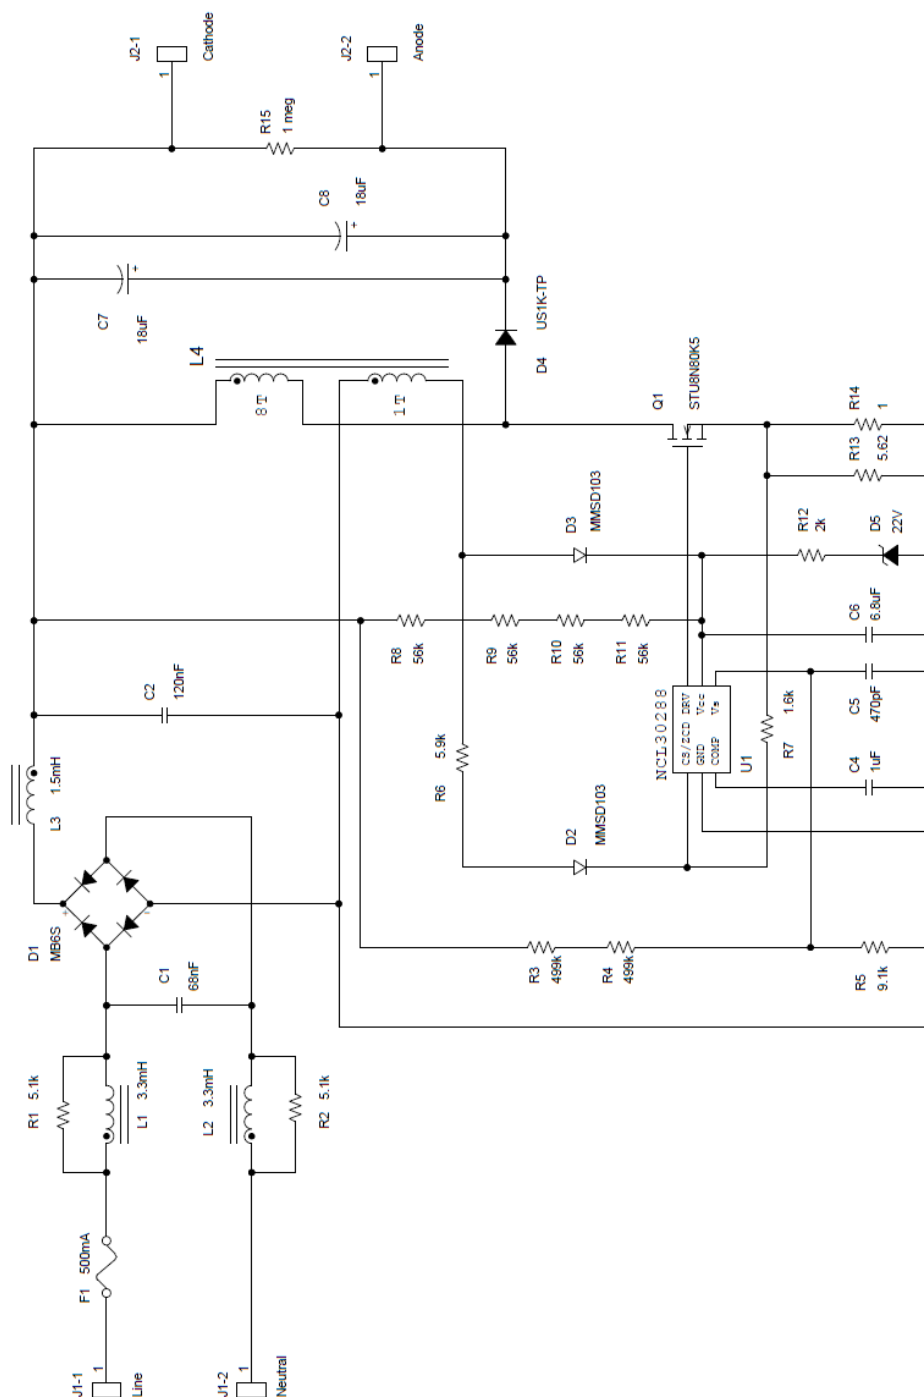 J2-1
1
Cathode
J2-2
1
Anode
R15
1 meg
C8
18uF
+
C7
18uF
+
L4
8T
1T
D4
US1K-TP
Q1
STU8N80K5
R14
1
R13
5.62
D3
MMSD103
R12
2k
D5
22V
R8
56k
R9
56k
R10
56k
R11
56k
C6
6.8uF
C2
120nF
NCL30288
CS/ZCD DRV
GND Vcc
COMP Vs
U1
C5
470pF
L3
1.5mH
R6
5.9k
R7
1.6k
C4
1uF
D2
MMSD103
D1
MB6S
+
-
C1
68nF
R3
499k
R4
499k
R5
9.1k
R1 5.1k
L1 3.3mH
L2 3.3mH
R2 5.1k
F1 500mA
J1-1
1
Line
J1-2
1
Neutral